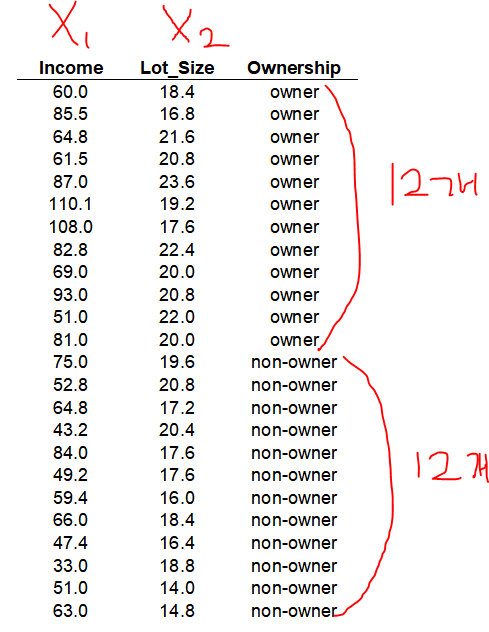 X₁ X₂
Income Lot_Size Ownership
60.0 18.4 owner
85.5 16.8 owner
64.8 21.6 owner
61.5 20.8 owner
87.0 23.6 owner
110.1 19.2 owner
108.0 17.6 owner
82.8 22.4 owner
69.0 20.0 owner
93.0 20.8 owner
51.0 22.0 owner
81.0 20.0 owner
12개
75.0 19.6 non-owner
52.8 20.8 non-owner
64.8 17.2 non-owner
43.2 20.4 non-owner
84.0 17.6 non-owner
49.2 17.6 non-owner
59.4 16.0 non-owner
66.0 18.4 non-owner
47.4 16.4 non-owner
33.0 18.8 non-owner
51.0 14.0 non-owner
63.0 14.8 non-owner
12개